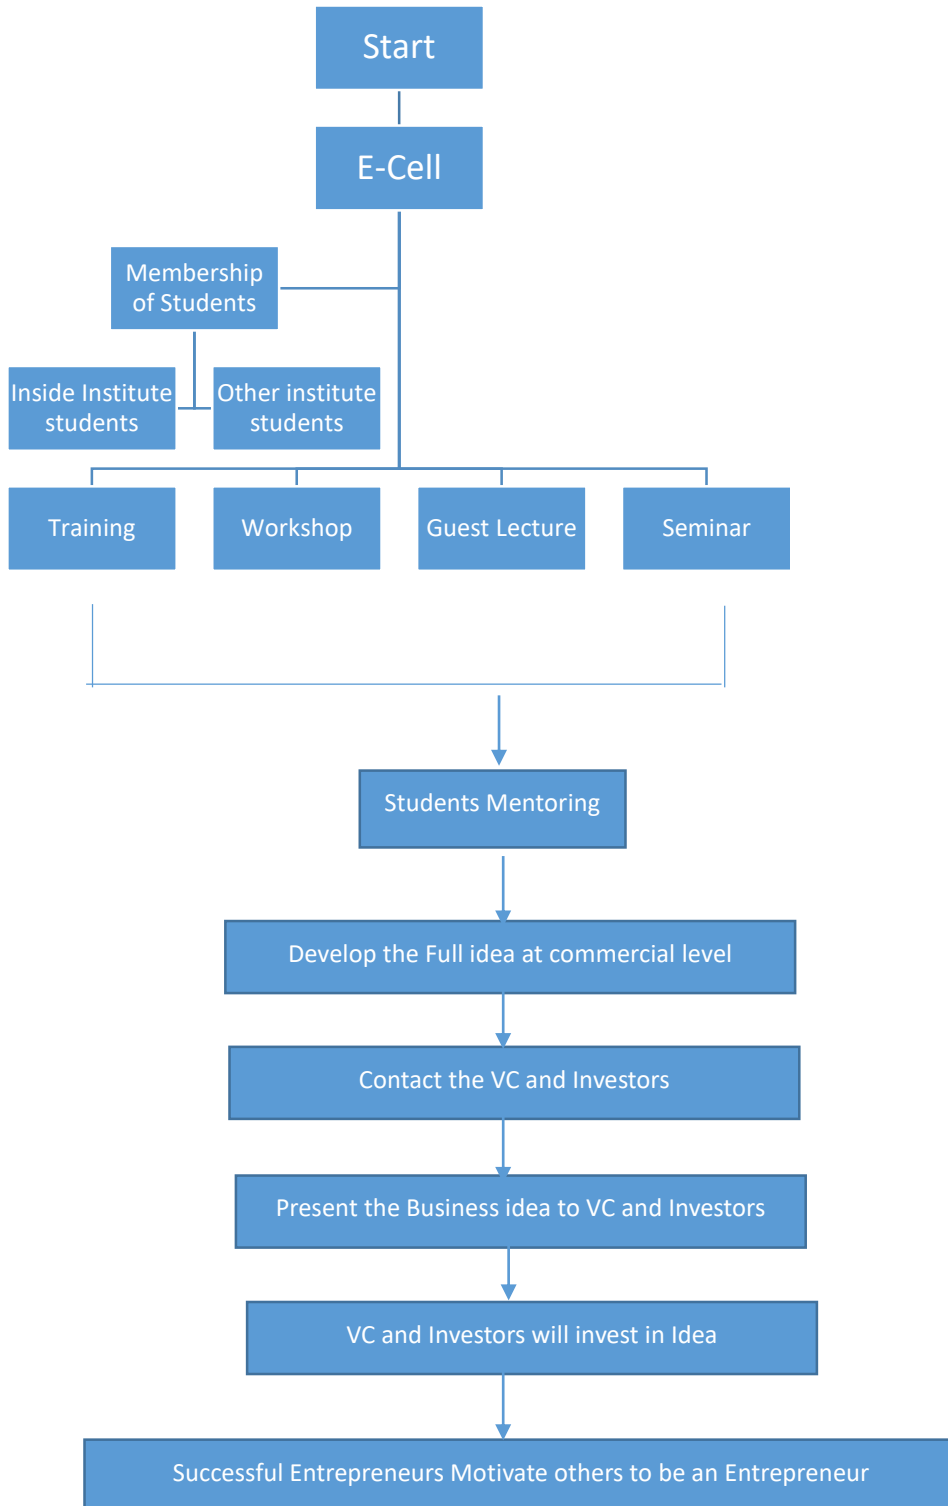 Start
E-Cell
Membership
of Students
Inside Institute
students
Other institute
students
Training
Workshop
Guest Lecture
Seminar
Students Mentoring
Develop the Full idea at commercial level
Contact the VC and Investors
Present the Business idea to VC and Investors
VC and Investors will invest in Idea
Successful Entrepreneurs Motivate others to be an Entrepreneur